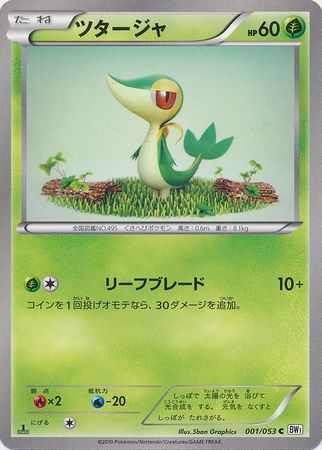 たね
ツタージャ
HP60
全国図鑑NO.495 くさへびポケモン 高さ:0.6m 重さ:8.1kg
リーフブレード 10+
コインを1回投げオモテなら、30ダメージを追加。
弱点 抵抗力
×2 -20
にげる
しっぽで 太陽の光を 浴びて
光合成を する。 元気を なくすと
しっぽが たれさがる。
1
Illus.5ban Graphics 001/053 C BW1
©2019 Pokémon/Nintendo/Creatures/GAME FREAK.